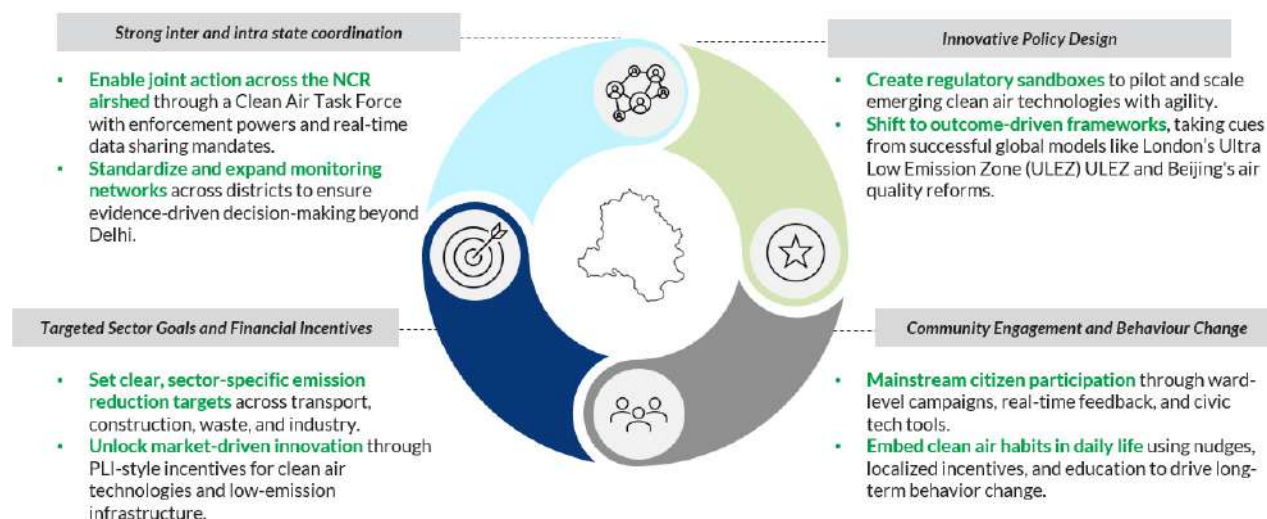 Strong inter and intra state coordination
• Enable joint action across the NCR
airshed through a Clean Air Task Force
with enforcement powers and real-time
data sharing mandates.
• Standardize and expand monitoring
networks across districts to ensure
evidence-driven decision-making beyond
Delhi.
Innovative Policy Design
• Create regulatory sandboxes to pilot and scale
emerging clean air technologies with agility.
• Shift to outcome-driven frameworks, taking cues
from successful global models like London's Ultra
Low Emission Zone (ULEZ) ULEZ and Beijing's air
quality reforms.
Targeted Sector Goals and Financial Incentives
• Set clear, sector-specific emission
reduction targets across transport,
construction, waste, and industry.
• Unlock market-driven innovation through
PLI-style incentives for clean air
technologies and low-emission
infrastructure.
Community Engagement and Behaviour Change
• Mainstream citizen participation through ward-
level campaigns, real-time feedback, and civic
tech tools.
• Embed clean air habits in daily life using nudges,
localized incentives, and education to drive long-
term behavior change.